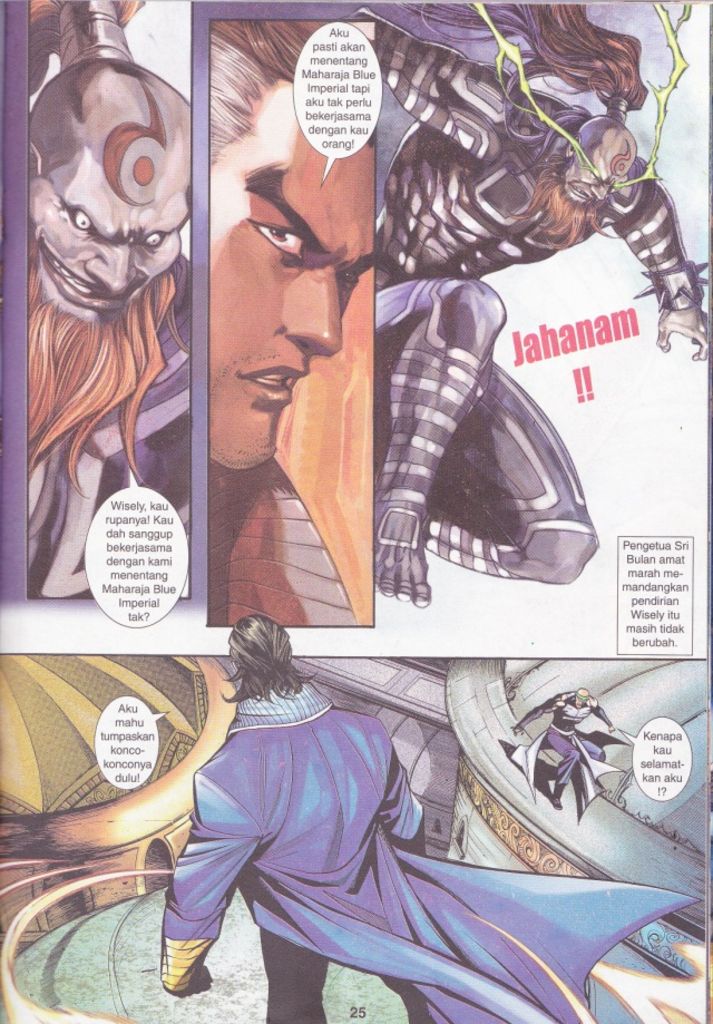 Wisely, kau
rupanya! Kau
dah sanggup
bekerjasama
dengan kami
menentang
Maharaja Blue
Imperial
tak?
Aku
pasti akan
menentang
Maharaja Blue
Imperial tapi
aku tak perlu
bekerjasama
dengan kau
orang!
Jahanam
!!
Pengetua Sri
Bulan amat
marah me-
mandangkan
pendirian
Wisely itu
masih tidak
berubah.
Aku
mahu
tumpaskan
konco-
konconya
dulu!
Kenapa
kau
selamat-
kan aku
!?
25